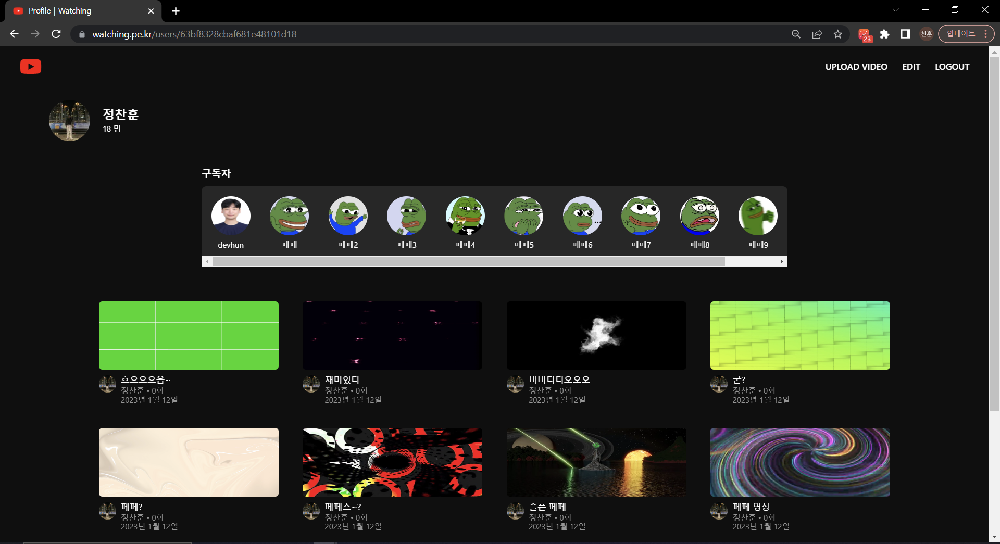 Profile | Watching
watching.pe.kr/users/63bf8328cbaf681e48101d18
23
찬훈
업데이트
UPLOAD VIDEO EDIT LOGOUT
정찬훈
18 명
구독자
devhun 페페 페페2 페페3 페페4 페페5 페페6 페페7 페페8 페페9
흐으으으음~ 재미있다 비비디디오오오 굳?
정찬훈 • 0회 정찬훈 • 0회 정찬훈 • 0회 정찬훈 • 0회
2023년 1월 12일 2023년 1월 12일 2023년 1월 12일 2023년 1월 12일
페페? 페페스~? 슬픈 페페 페페 영상
정찬훈 • 0회 정찬훈 • 0회 정찬훈 • 0회 정찬훈 • 0회
2023년 1월 12일 2023년 1월 12일 2023년 1월 12일 2023년 1월 12일